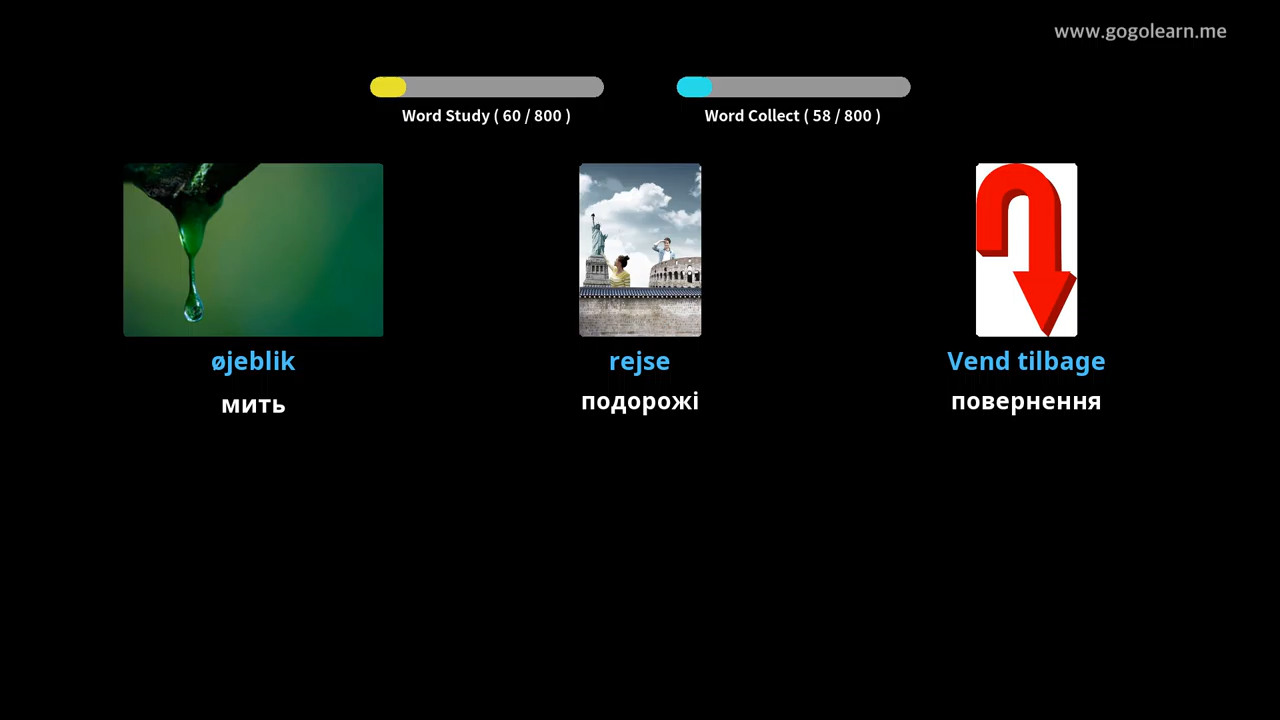 www.gogolearn.me
Word Study ( 60 / 800 )
Word Collect ( 58 / 800 )
øjeblik
rejse
Vend tilbage
мить
подорожі
повернення